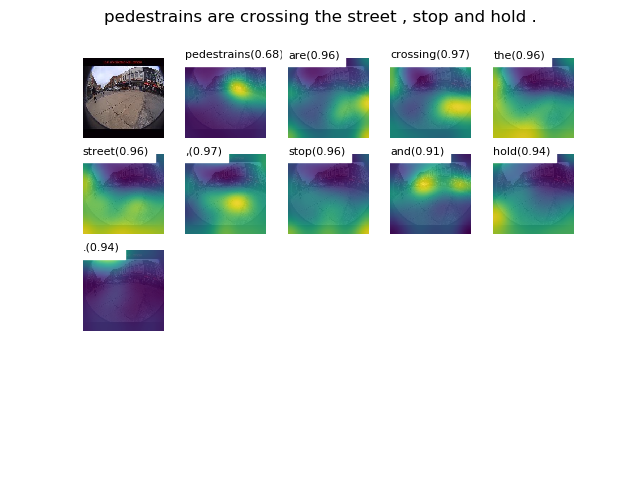 pedestrains are crossing the street , stop and hold .
pedestrains(0.68) are(0.96) crossing(0.97) the(0.96)
street(0.96) ,(0.97) stop(0.96) and(0.91) hold(0.94)
.(0.94)